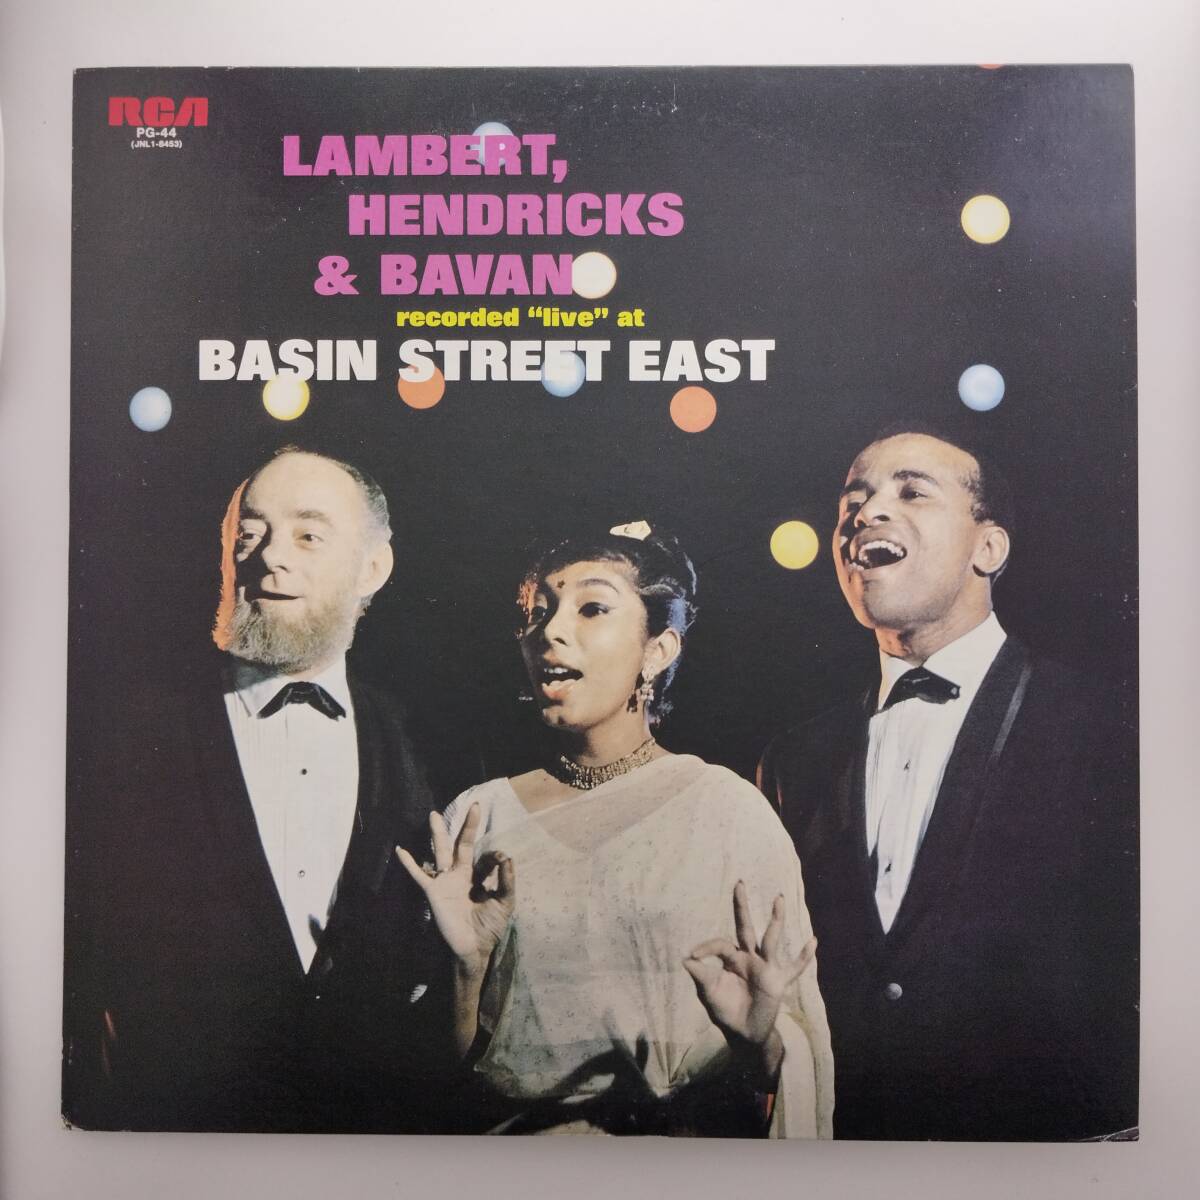 RCA
PG-44
(JNL1-8453)
LAMBERT,
HENDRICKS
& BAVAN
recorded “live” at
BASIN STREET EAST